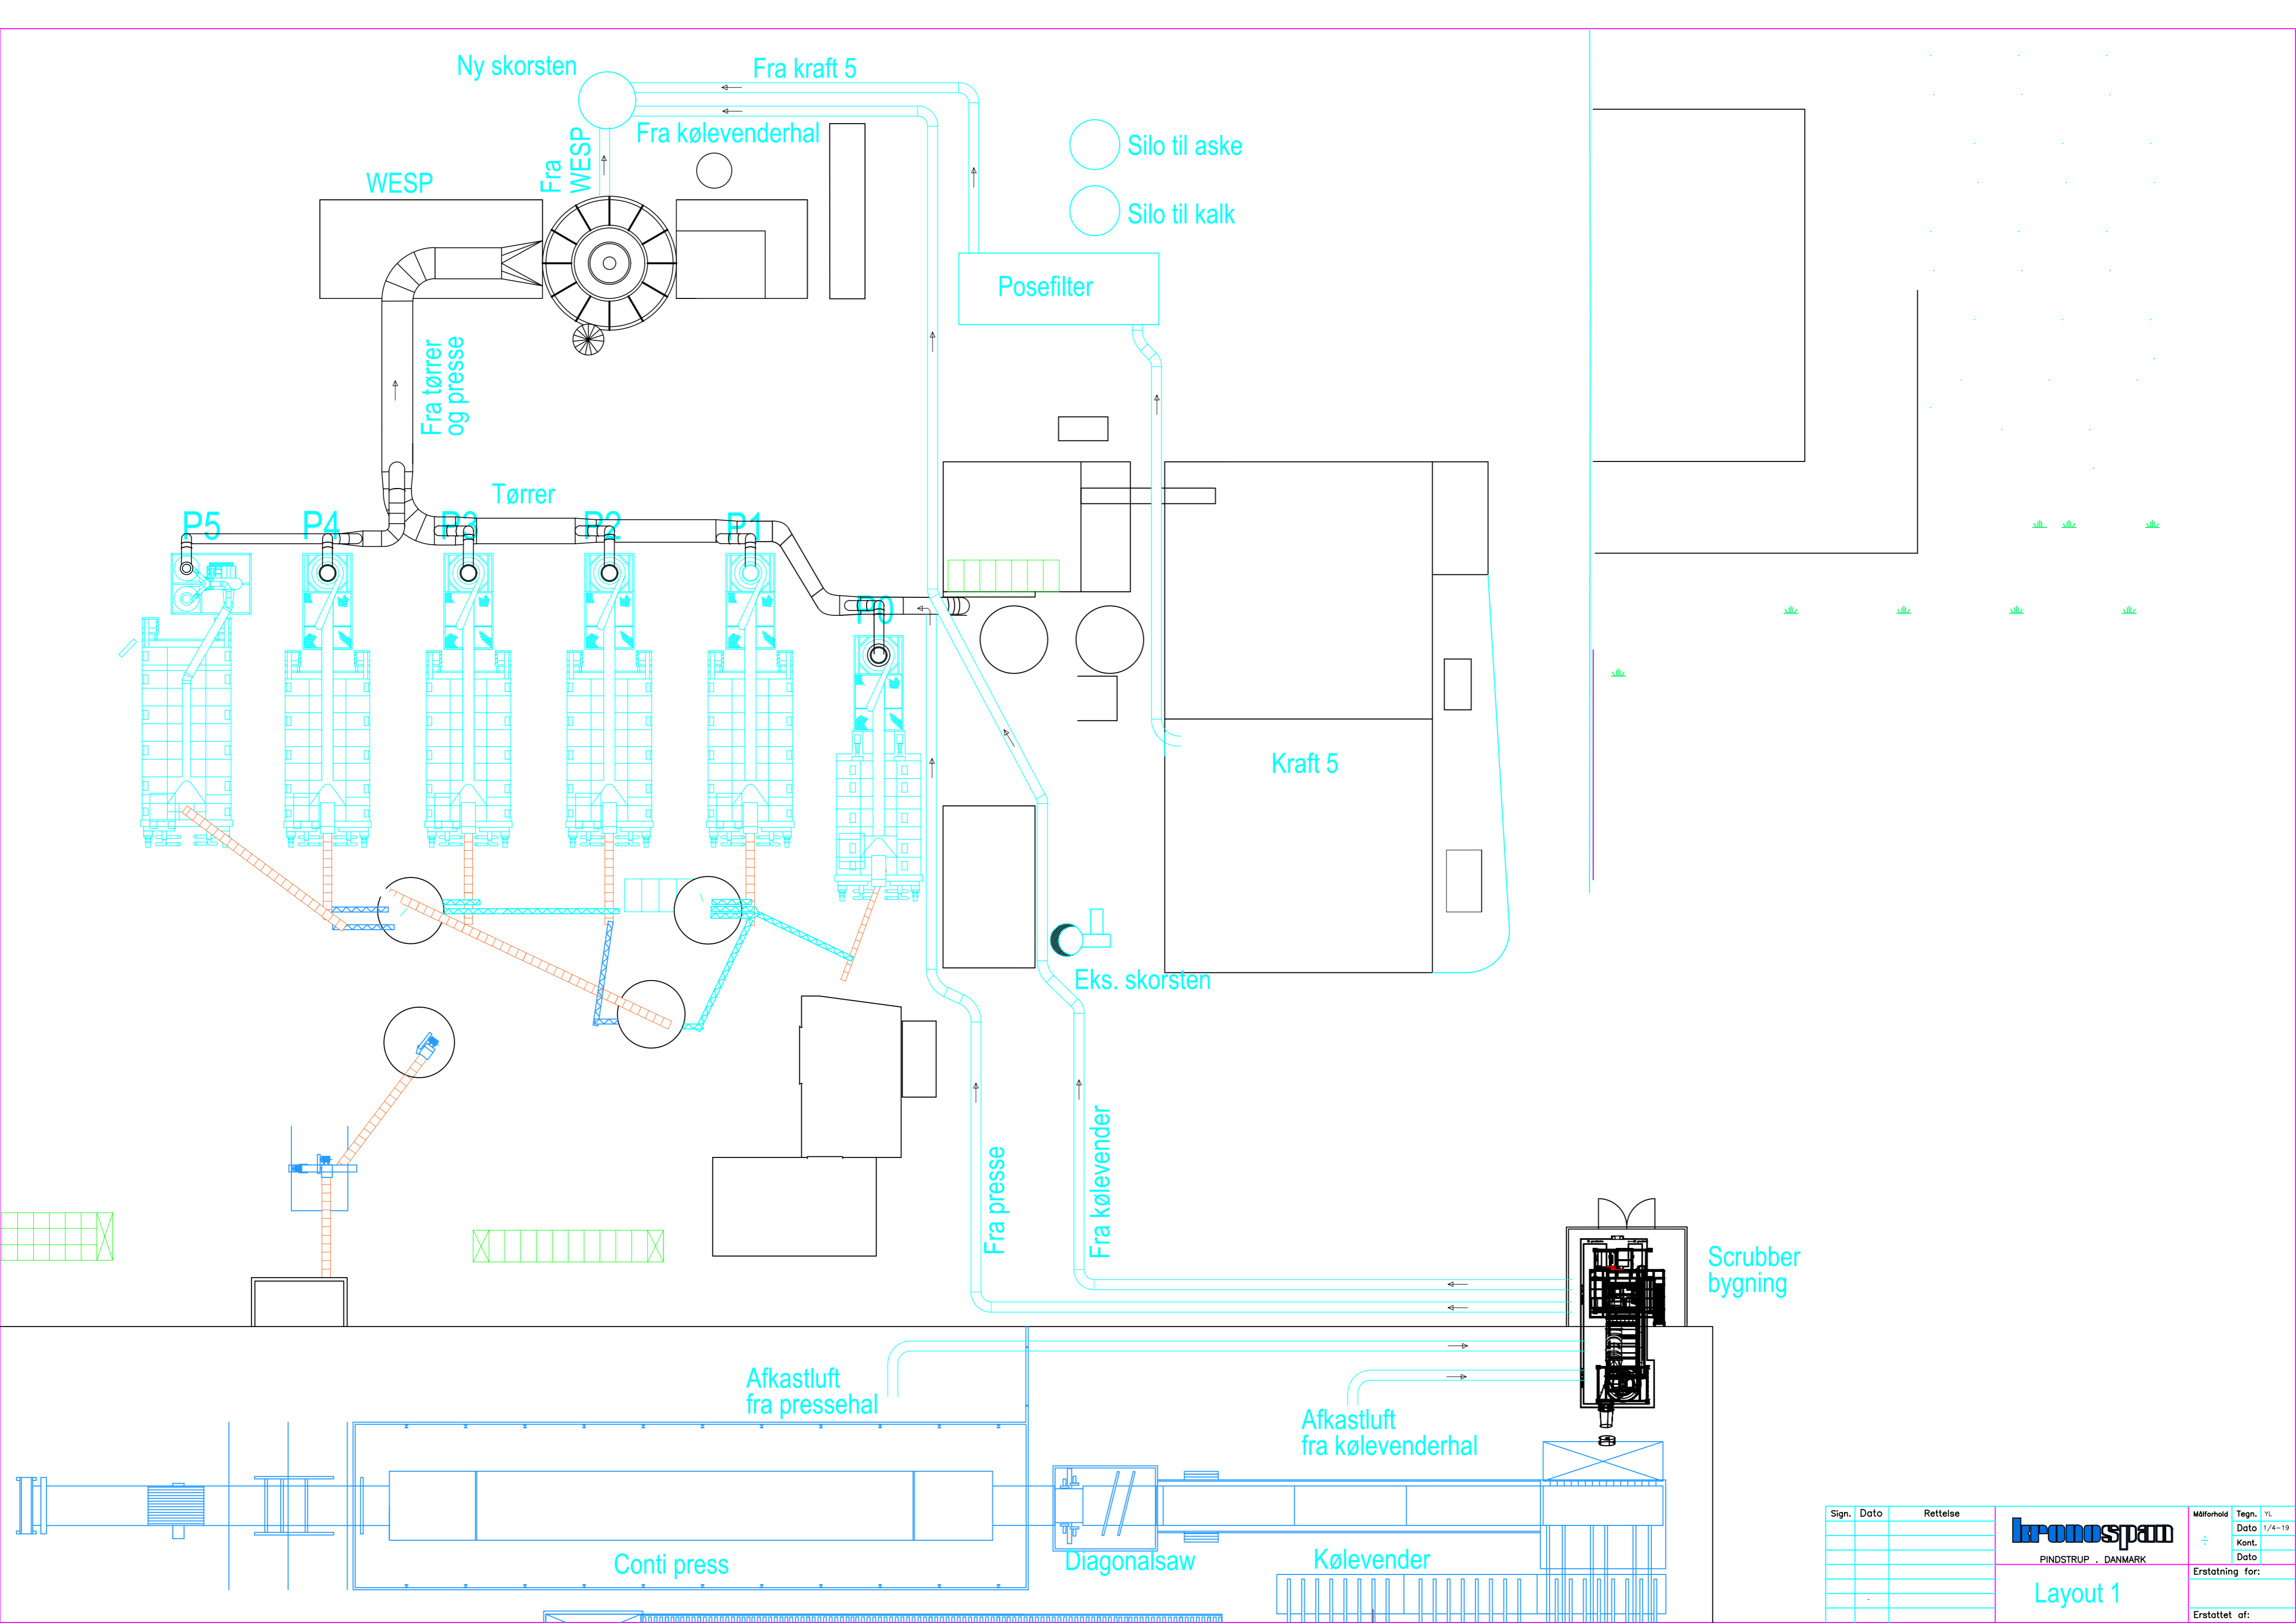 Ny skorsten
Fra kraft 5
Fra kølevenderhal
Fra
WESP
WESP
Silo til aske
Silo til kalk
Posefilter
Fra tørrer
og presse
Tørrer
P5
P4
P3
P2
P1
P0
Kraft 5
Eks. skorsten
Fra presse
Fra kølevender
Scrubber
bygning
Afkastluft
fra pressehal
Afkastluft
fra kølevenderhal
Conti press
Diagonalsaw
Kølevender
Sign. Dato Rettelse
kronospan
PINDSTRUP . DANMARK
Layout 1
Målforhold
÷
Tegn. YL
Dato 1/4-19
Kont.
Dato
Erstatning for:
Erstattet af: